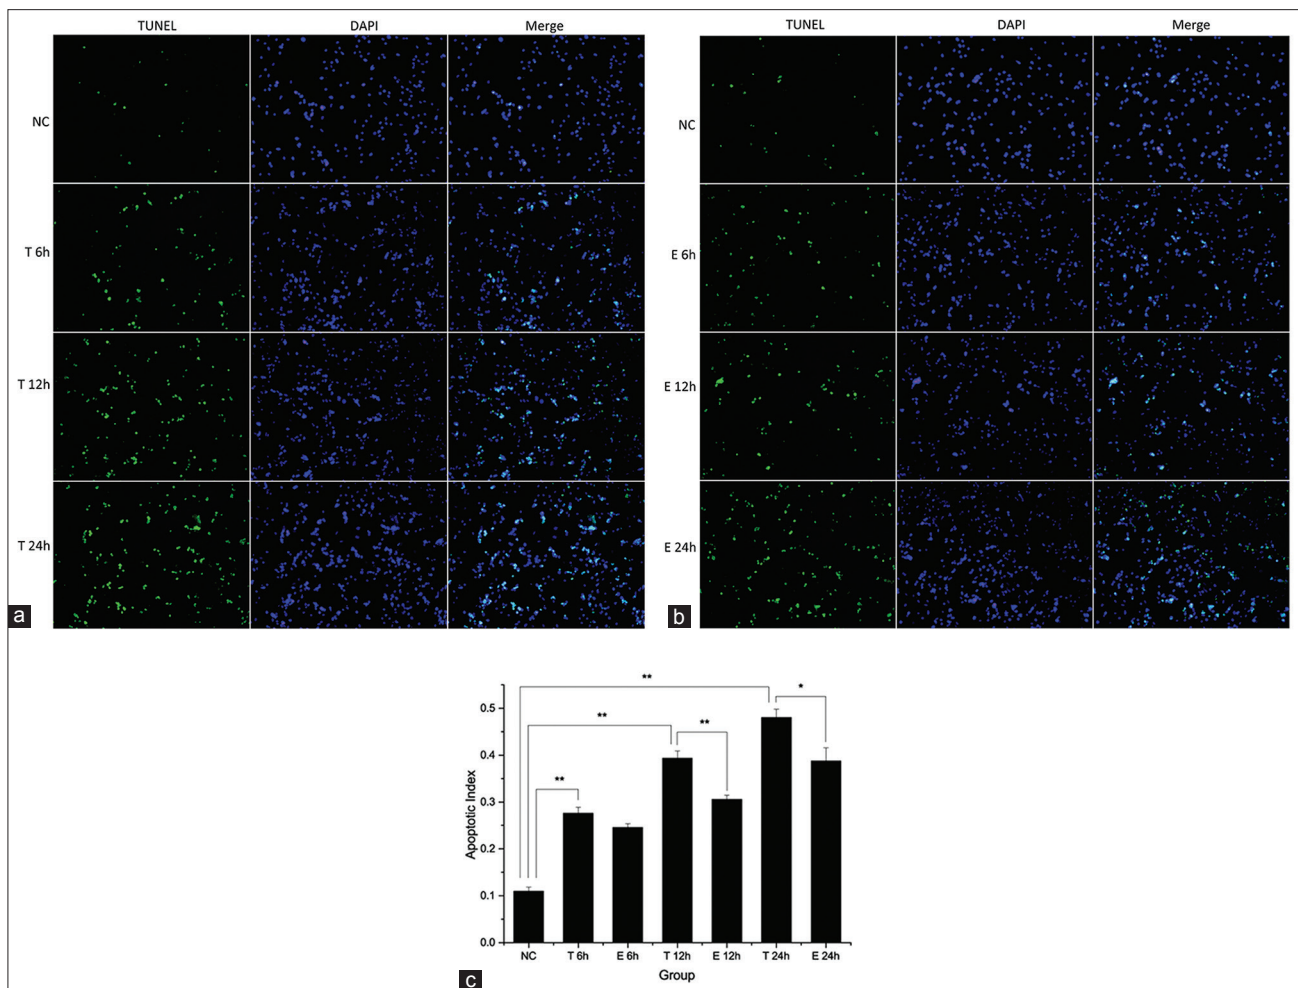 TUNEL DAPI Merge
NC
T 6h
T 12h
T 24h
a
TUNEL DAPI Merge
NC
E 6h
E 12h
E 24h
b
** 
*
**
**
**
0.5
0.4
0.3
0.2
0.1
0.0
Apoptotic Index
NC T 6h E 6h T 12h E 12h T 24h E 24h
Group
c